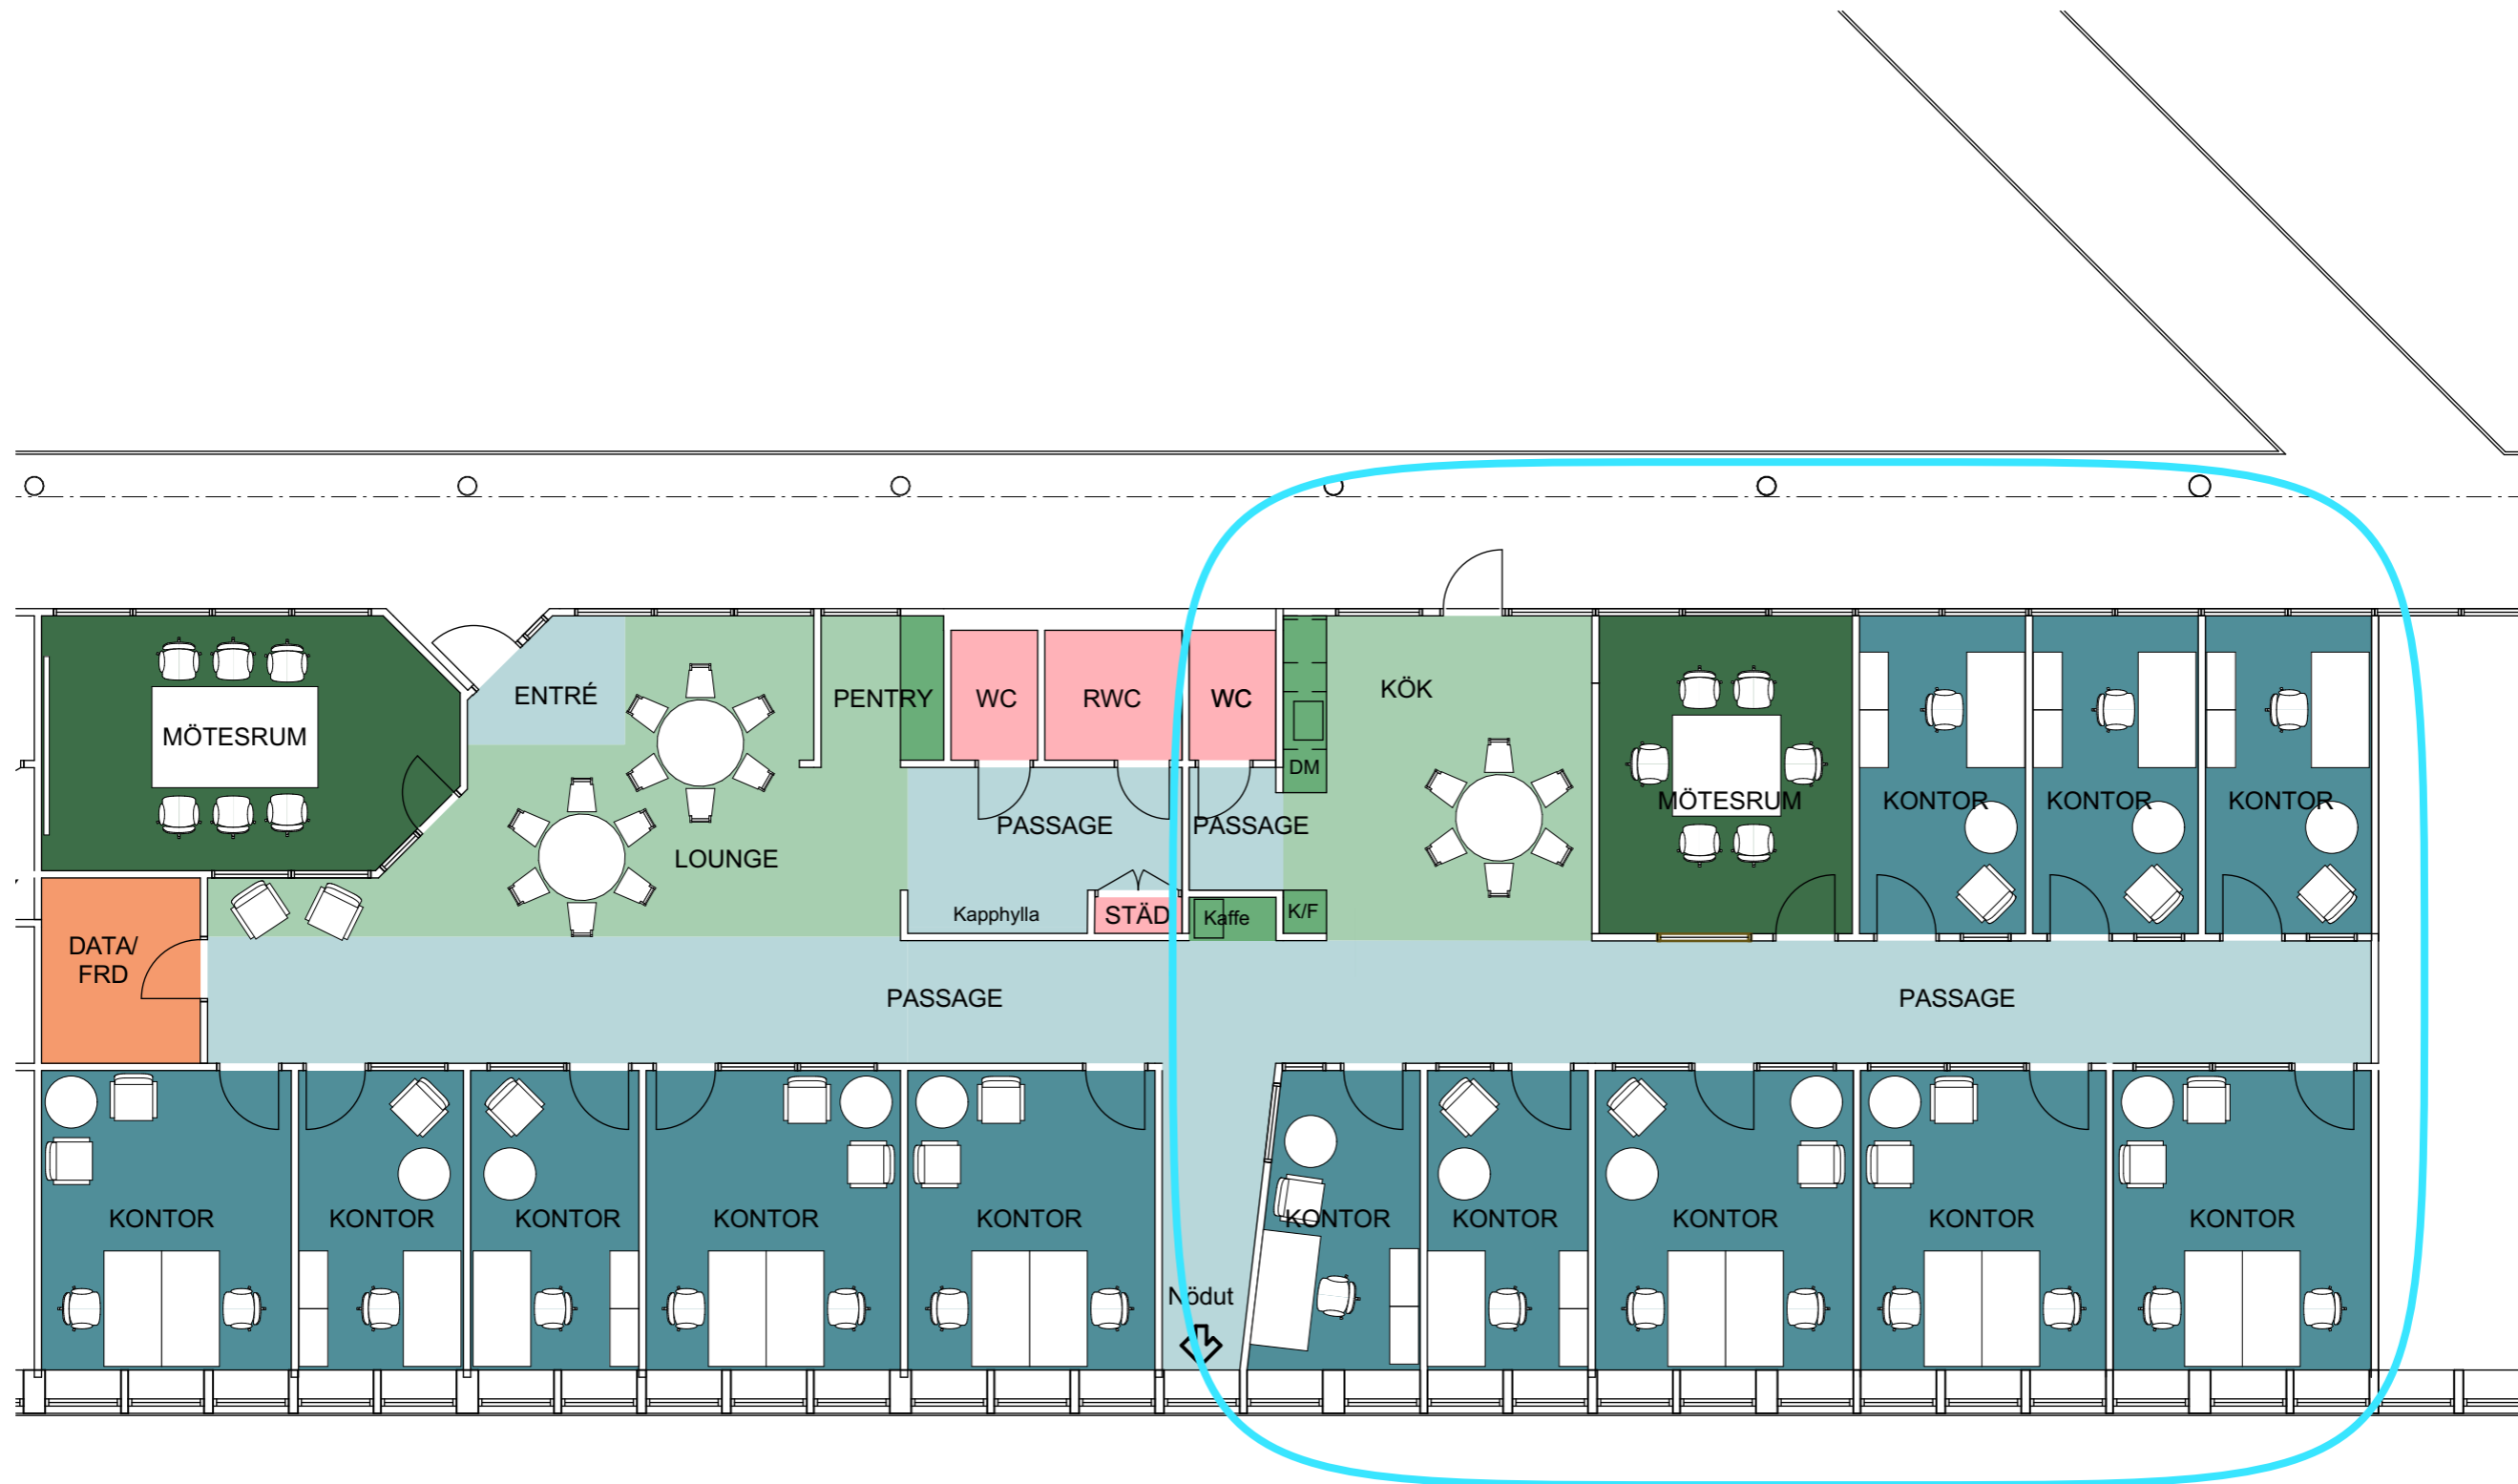 ENTRÉ
PENTRY
WC
RWC
WC
KÖK
MÖTESRUM
DM
MÖTESRUM
KONTOR
KONTOR
KONTOR
PASSAGE
PASSAGE
LOUNGE
Kapphylla
STÄD
Kaffe
K/F
DATA/
FRD
PASSAGE
PASSAGE
KONTOR
KONTOR
KONTOR
KONTOR
KONTOR
KONTOR
KONTOR
KONTOR
KONTOR
KONTOR
Nödut